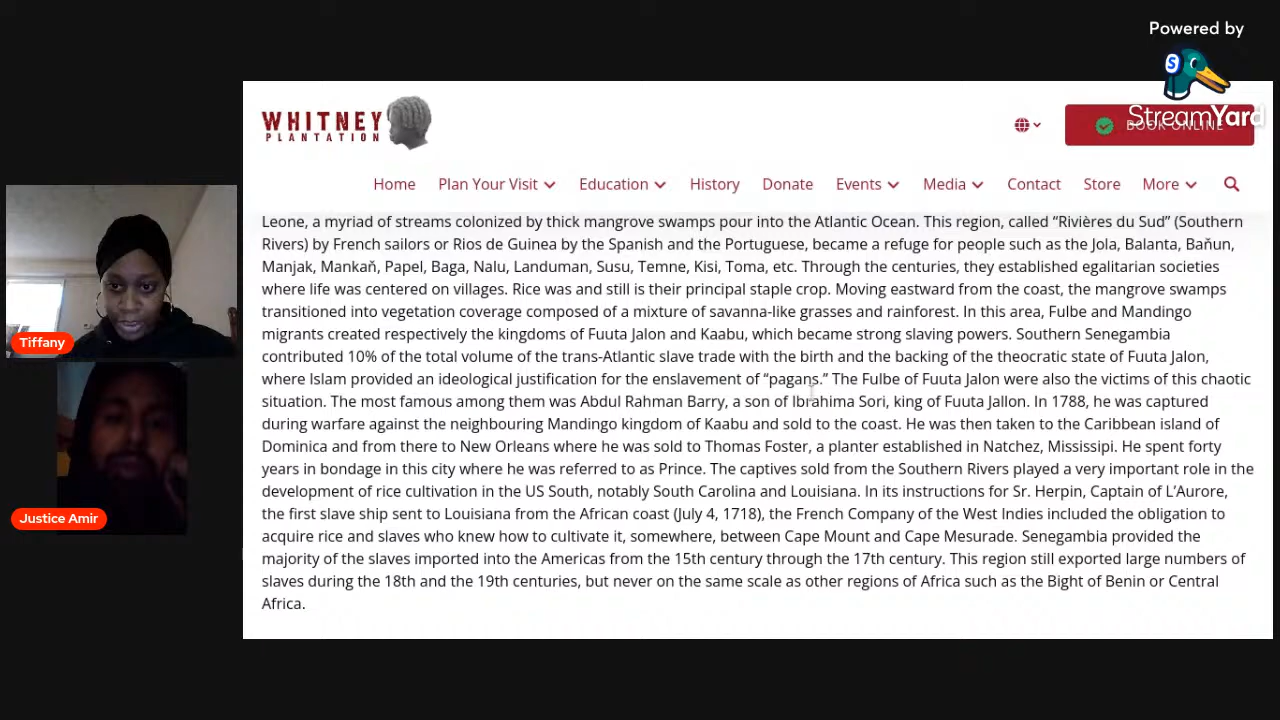 Powered by
StreamYard
WHITNEY
PLANTATION
BOOK ONLINE
Home Plan Your Visit Education History Donate Events Media Contact Store More
Leone, a myriad of streams colonized by thick mangrove swamps pour into the Atlantic Ocean. This region, called “Rivières du Sud” (Southern
Rivers) by French sailors or Rios de Guinea by the Spanish and the Portuguese, became a refuge for people such as the Jola, Balanta, Baňun,
Manjak, Mankaň, Papel, Baga, Nalu, Landuman, Susu, Temne, Kisi, Toma, etc. Through the centuries, they established egalitarian societies
where life was centered on villages. Rice was and still is their principal staple crop. Moving eastward from the coast, the mangrove swamps
transitioned into vegetation coverage composed of a mixture of savanna-like grasses and rainforest. In this area, Fulbe and Mandingo
migrants created respectively the kingdoms of Fuuta Jalon and Kaabu, which became strong slaving powers. Southern Senegambia
contributed 10% of the total volume of the trans-Atlantic slave trade with the birth and the backing of the theocratic state of Fuuta Jalon,
where Islam provided an ideological justification for the enslavement of “pagans.” The Fulbe of Fuuta Jalon were also the victims of this chaotic
situation. The most famous among them was Abdul Rahman Barry, a son of Ibrahima Sori, king of Fuuta Jallon. In 1788, he was captured
during warfare against the neighbouring Mandingo kingdom of Kaabu and sold to the coast. He was then taken to the Caribbean island of
Dominica and from there to New Orleans where he was sold to Thomas Foster, a planter established in Natchez, Mississippi. He spent forty
years in bondage in this city where he was referred to as Prince. The captives sold from the Southern Rivers played a very important role in the
development of rice cultivation in the US South, notably South Carolina and Louisiana. In its instructions for Sr. Herpin, Captain of L’Aurore,
the first slave ship sent to Louisiana from the African coast (July 4, 1718), the French Company of the West Indies included the obligation to
acquire rice and slaves who knew how to cultivate it, somewhere, between Cape Mount and Cape Mesurade. Senegambia provided the
majority of the slaves imported into the Americas from the 15th century through the 17th century. This region still exported large numbers of
slaves during the 18th and the 19th centuries, but never on the same scale as other regions of Africa such as the Bight of Benin or Central
Africa.
Tiffany
Justice Amir